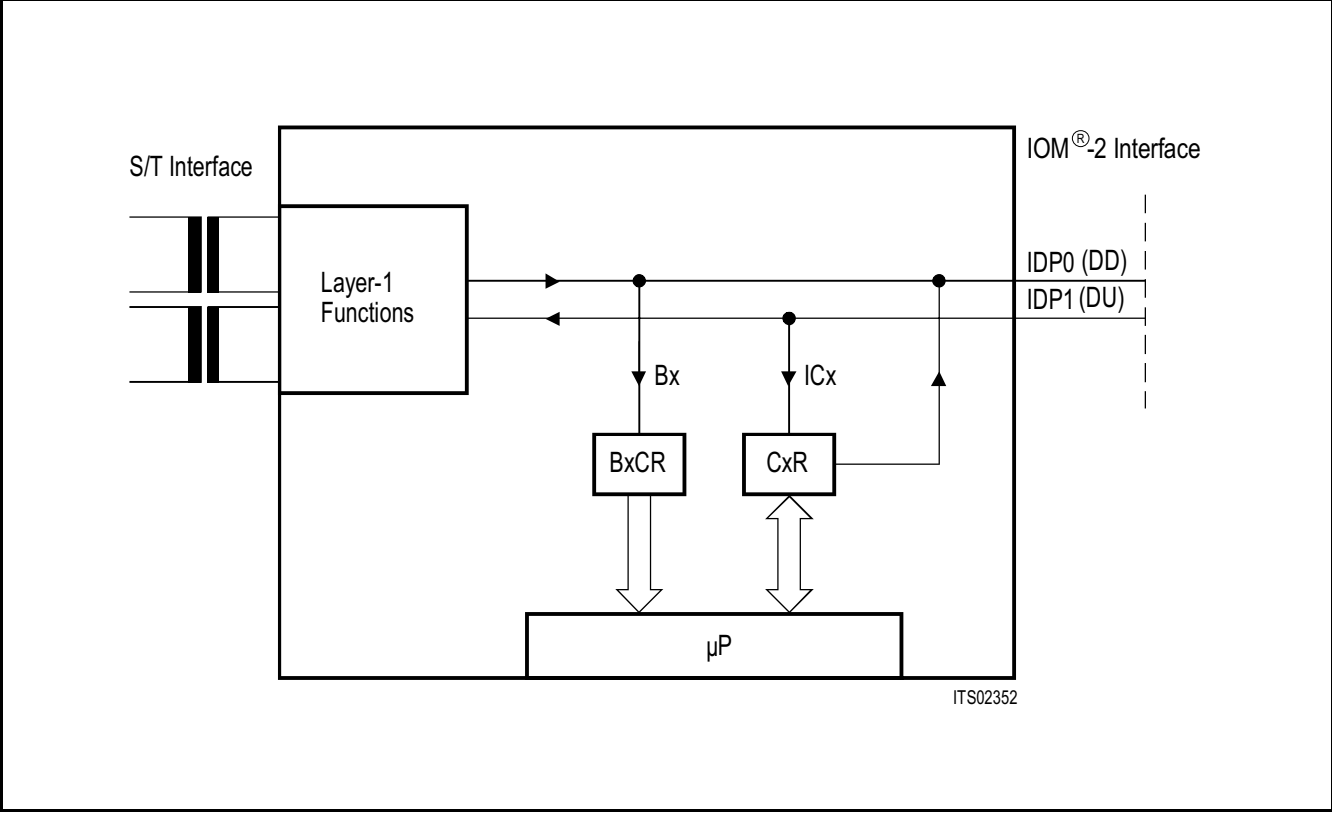 IOM®-2 Interface
S/T Interface
IDP0 (DD)
Layer-1
Functions
IDP1 (DU)
Bx
ICx
BxCR
CxR
µP
ITS02352